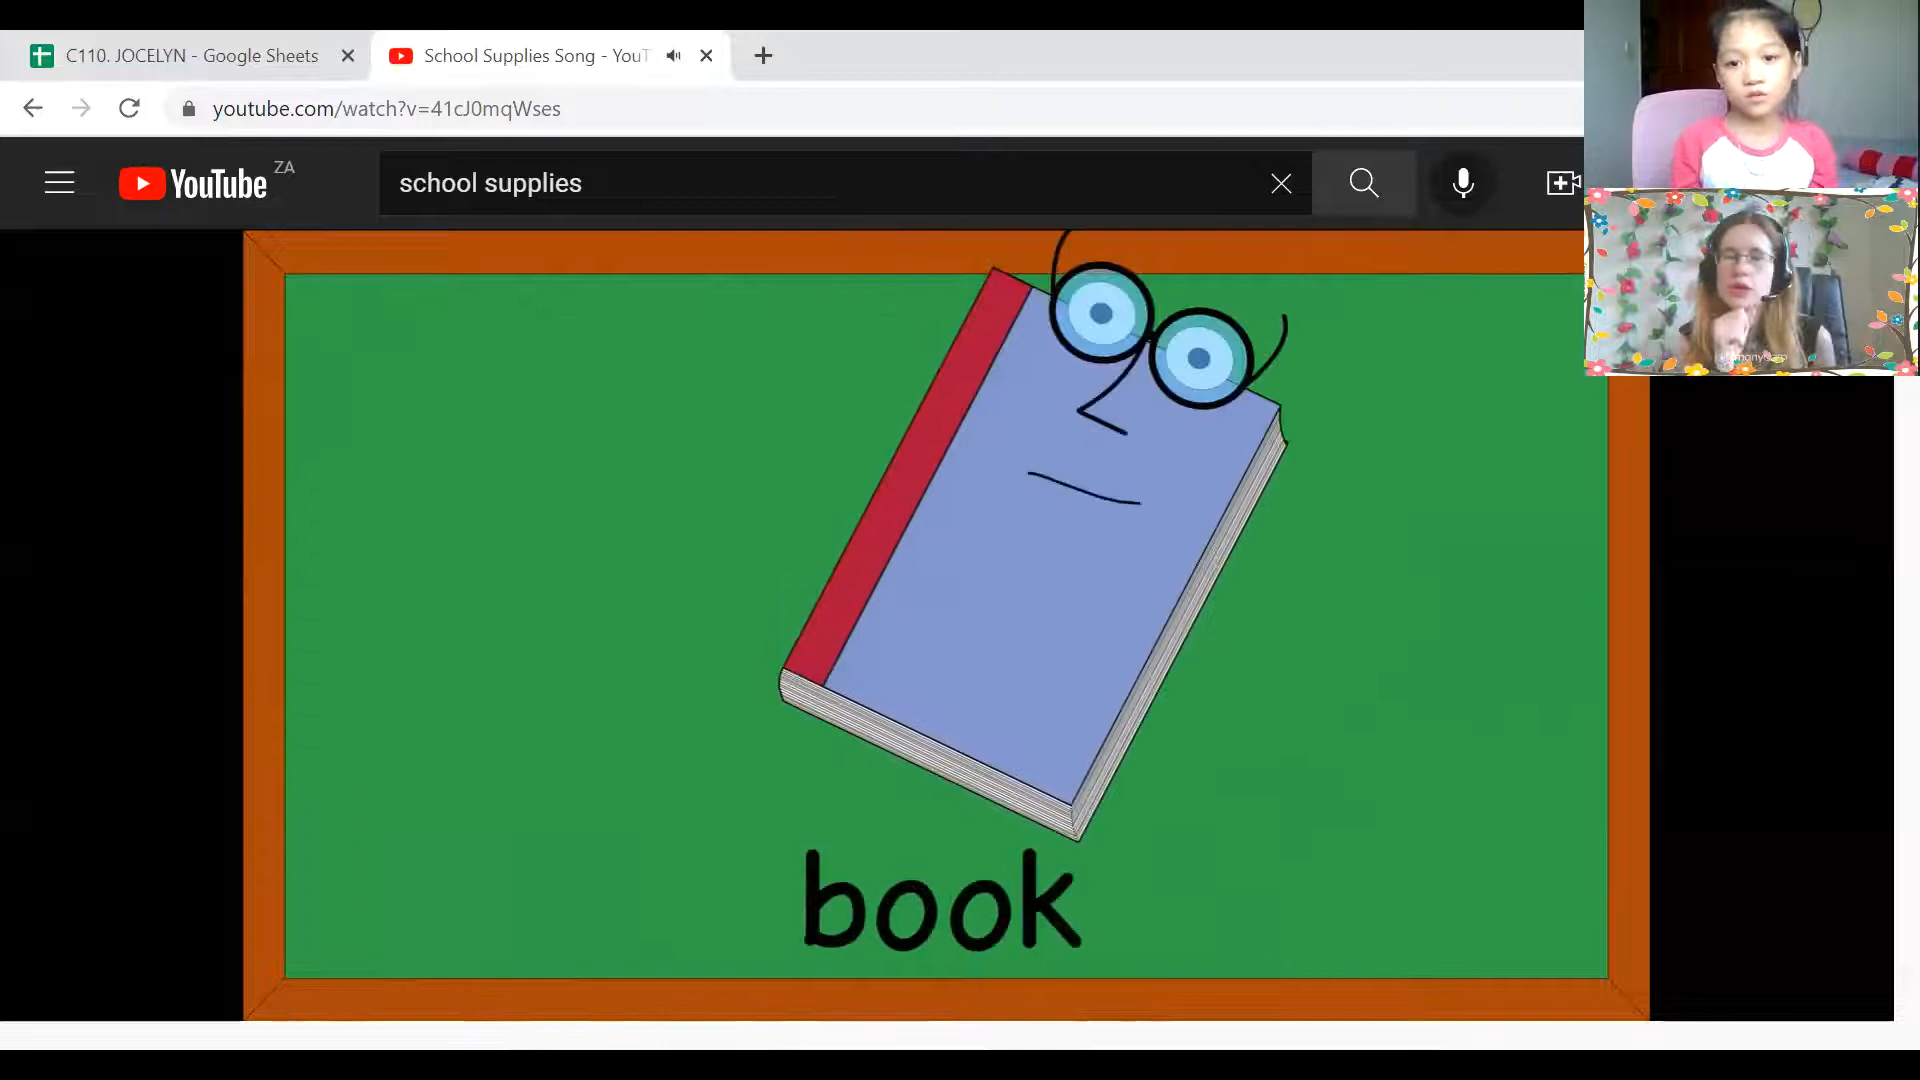 C110. JOCELYN - Google Sheets
School Supplies Song - YouT
youtube.com/watch?v=41cJ0mqWses
YouTube ZA
school supplies
book